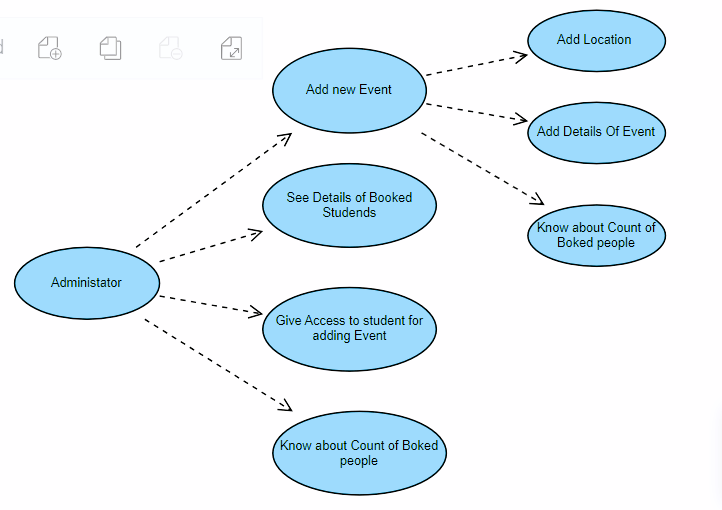 Add Location
Add new Event
Add Details Of Event
See Details of Booked
Studends
Know about Count of
Boked people
Administator
Give Access to student for
adding Event
Know about Count of Boked
people